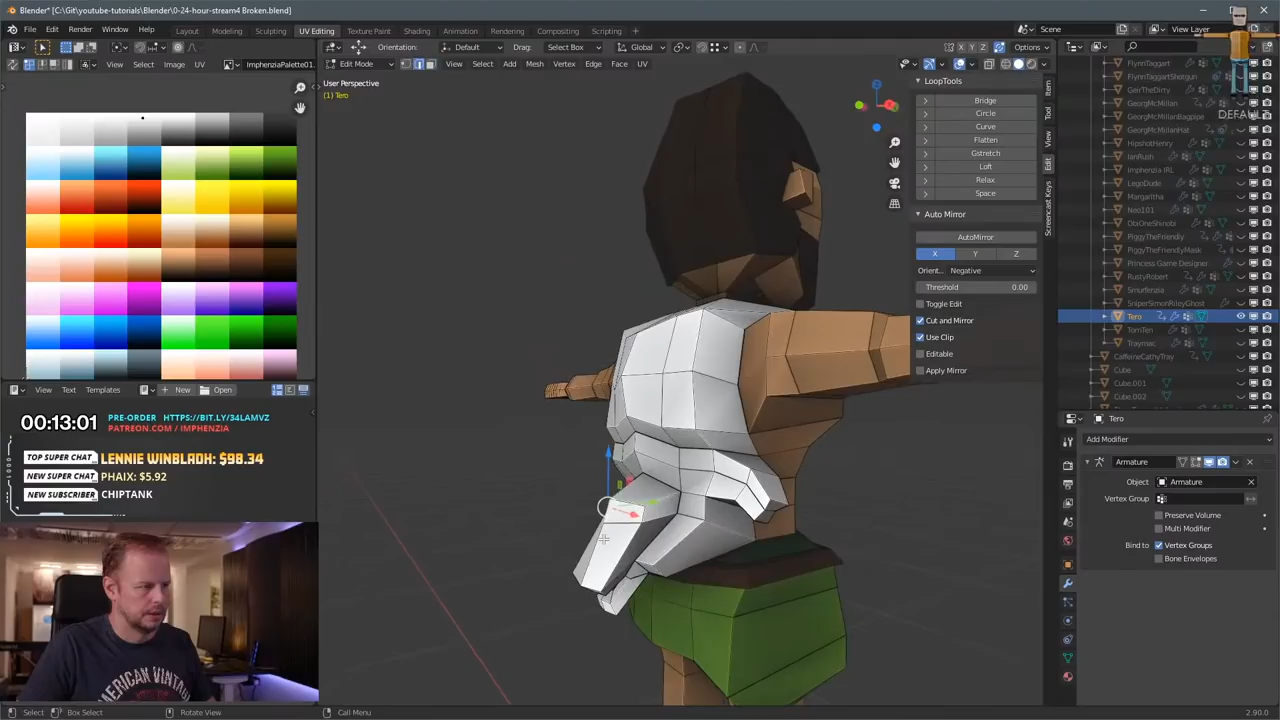 Blender* [C:\Git\youtube-tutorials\Blender\0-24-hour-stream4 Broken.blend]
File Edit Render Window Help
Layout Modeling Sculpting UV Editing Texture Paint Shading Animation Rendering Compositing Scripting
Scene View Layer
Orientation: Default Drag: Select Box Global Options
View Select Image UV ImphenziaPalette01.
Edit Mode View Select Add Mesh Vertex Edge Face UV
X Y Z
DEFAULT
User Perspective
(1) Tero
LoopTools
Bridge
Circle
Curve
Flatten
Gstretch
Loft
Relax
Space
Auto Mirror
AutoMirror
X Y Z
Orient.. Negative
Threshold 0.00
Toggle Edit
Cut and Mirror
Use Clip
Editable
Apply Mirror
Item
Tool
View
Edit
Screencast Keys
FlynnTaggart
FlynnTaggartShotgun
GeirTheDirty
GeorgMcMillan
GeorgMcMillanBagpipe
GeorgMcMillanHat
HipshotHenry
IanRush
Imphenzia IRL
LegoDude
Margaritha
Neo101
ObiOneShinobi
PiggyTheFriendly
PiggyTheFriendlyMask
Princess Game Designer
RustyRobert
Smurfenzia
SniperSimonRileyGhost
Tero
TomTen
Traymac
CaffeineCathyTray
Cube
Cube.001
Cube.002
Tero
Add Modifier
Armature
Object Armature
Vertex Group
Preserve Volume
Multi Modifier
Bind to Vertex Groups
Bone Envelopes
View Text Templates New Open
00:13:01
PRE-ORDER HTTPS://BIT.LY/34LAMVZ
PATREON.COM / IMPHENZIA
TOP SUPER CHAT LENNIE WINBLADH: $98.34
NEW SUPER CHAT PHAIX: $5.92
NEW SUBSCRIBER CHIPTANK
Select Box Select Rotate View Call Menu 2.90.0